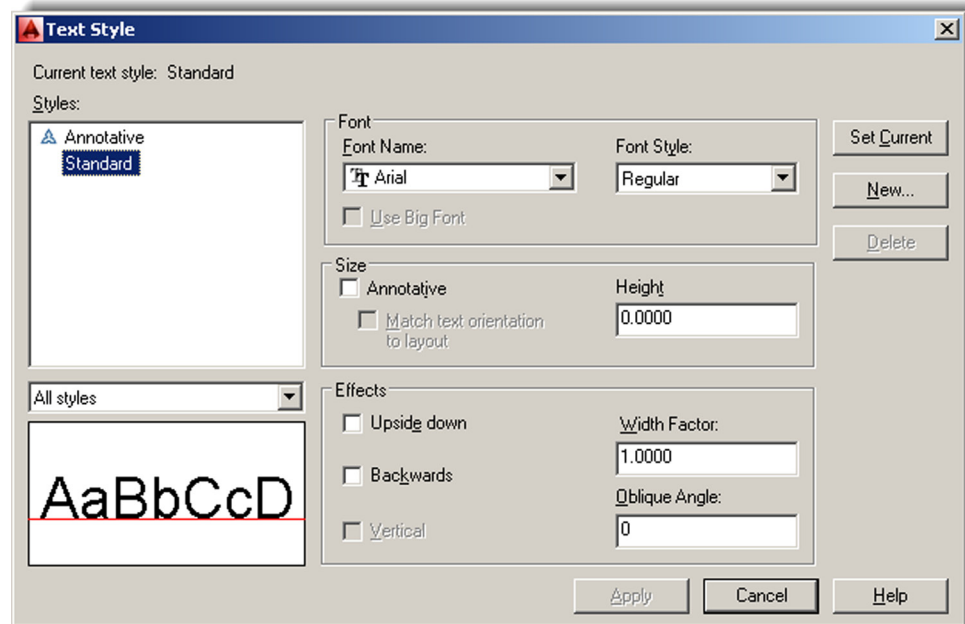 Text Style
Current text style: Standard
Styles:
Annotative
Standard
All styles
AaBbCcD
Font
Font Name:
Arial
Font Style:
Regular
Use Big Font
Size
Annotative
Match text orientation
to layout
Height
0.0000
Effects
Upside down
Backwards
Vertical
Width Factor:
1.0000
Oblique Angle:
0
Set Current
New...
Delete
Apply
Cancel
Help